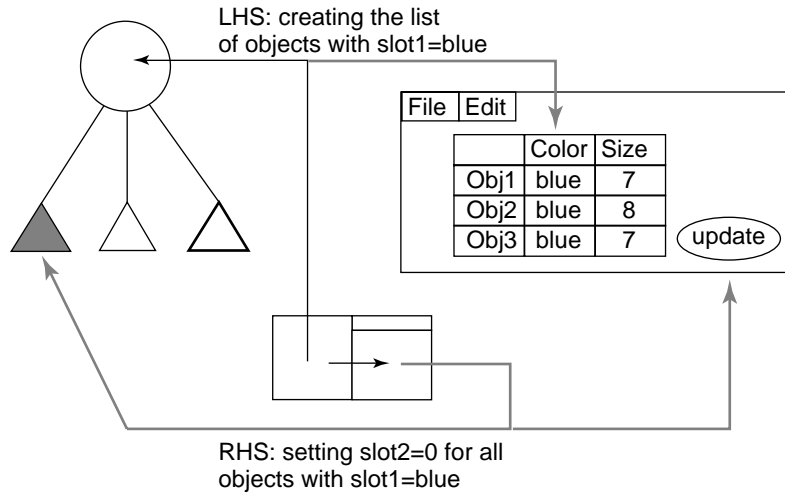 LHS: creating the list
of objects with slot1=blue
File Edit
Color Size
Obj1 blue 7
Obj2 blue 8
Obj3 blue 7
update
RHS: setting slot2=0 for all
objects with slot1=blue